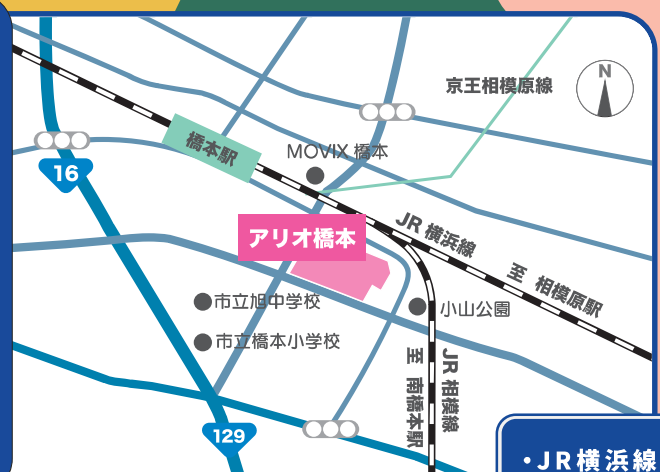 京王相模原線
N
橋本駅
MOVIX 橋本
16
アリオ橋本
JR 横浜線
至 相模原駅
市立旭中学校
小山公園
市立橋本小学校
JR 相模線
至 南橋本駅
129
・JR横浜線